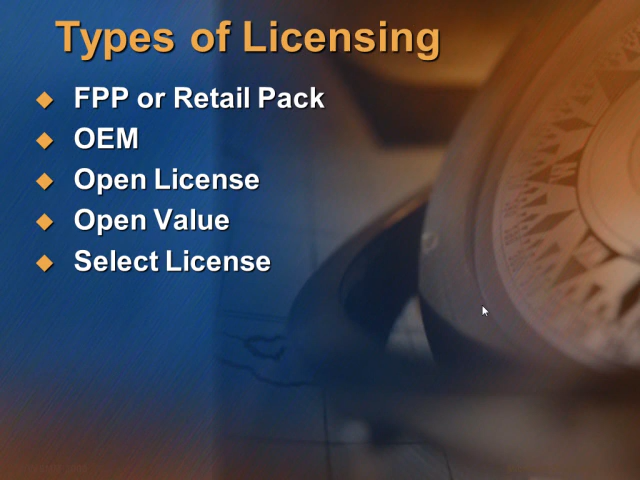 Types of Licensing
FPP or Retail Pack
OEM
Open License
Open Value
Select License